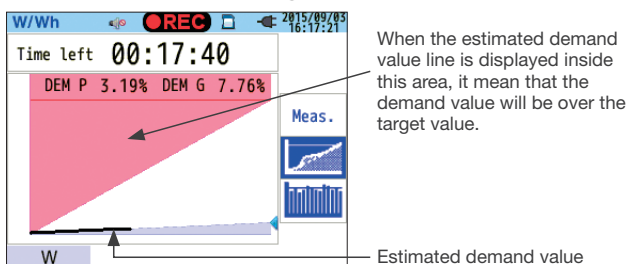 W/Wh REC 2015/09/03
16:17:21
Time left 00:17:40
DEM P 3.19% DEM G 7.76%
Meas.
W
When the estimated demand
value line is displayed inside
this area, it mean that the
demand value will be over the
target value.
Estimated demand value